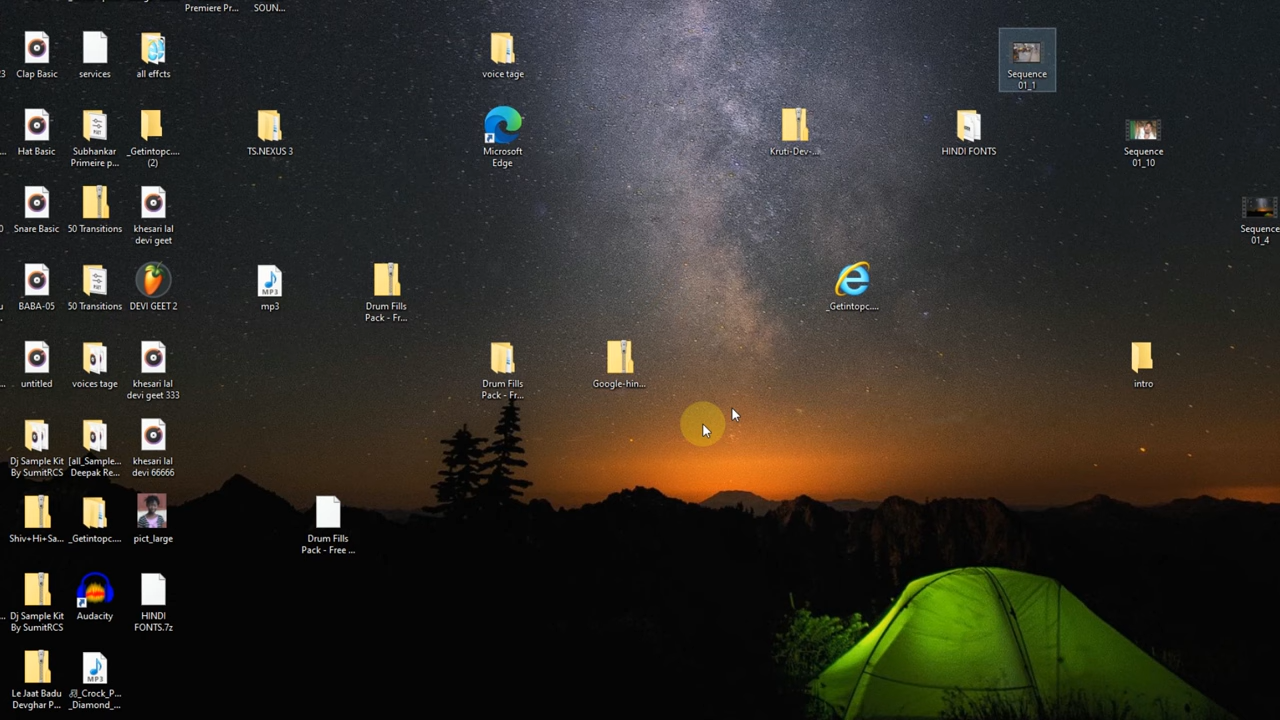 Premiere Pr...
SOUN...
23
Clap Basic
services
all effcts
voice tage
Sequence
01_1
...
Hat Basic
Subhankar
Primeire p...
_Getintopc....
(2)
TS.NEXUS 3
Microsoft
Edge
Kruti-Dev-...
HINDI FONTS
Sequence
01_10
Snare Basic
50 Transitions
khesari lal
devi geet
Sequence
01_4
BABA-05
50 Transitions
DEVI GEET 2
mp3
Drum Fills
Pack - Fr...
_Getintopc....
...
untitled
voices tage
khesari lal
devi geet 333
Drum Fills
Pack - Fr...
Google-hin...
intro
Dj Sample Kit
By SumitRCS
[all_Sample...
Deepak Re...
khesari lal
devi 66666
Shiv+Hi+Sa...
_Getintopc....
pict_large
Drum Fills
Pack - Free ...
Dj Sample Kit
By SumitRCS
Audacity
HINDI
FONTS.7z
Le Jaat Badu
Devghar P...
_Crock_P...
_Diamond_...
MP3
MP3